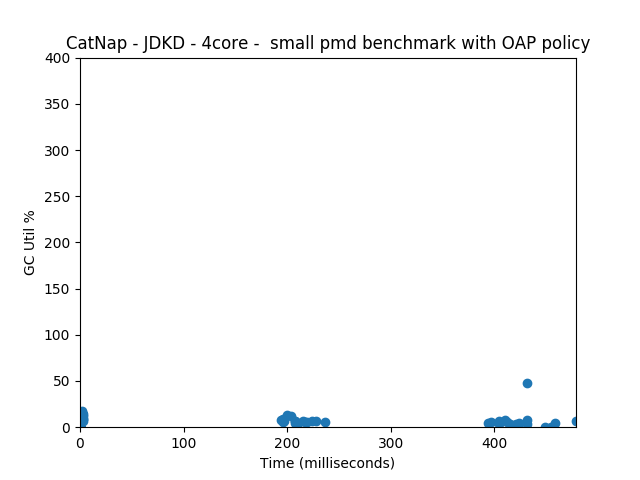 CatNap - JDKD - 4core -  small pmd benchmark with OAP policy
400
350
300
250
200
150
100
50
0
GC Util %
0 100 200 300 400
Time (milliseconds)